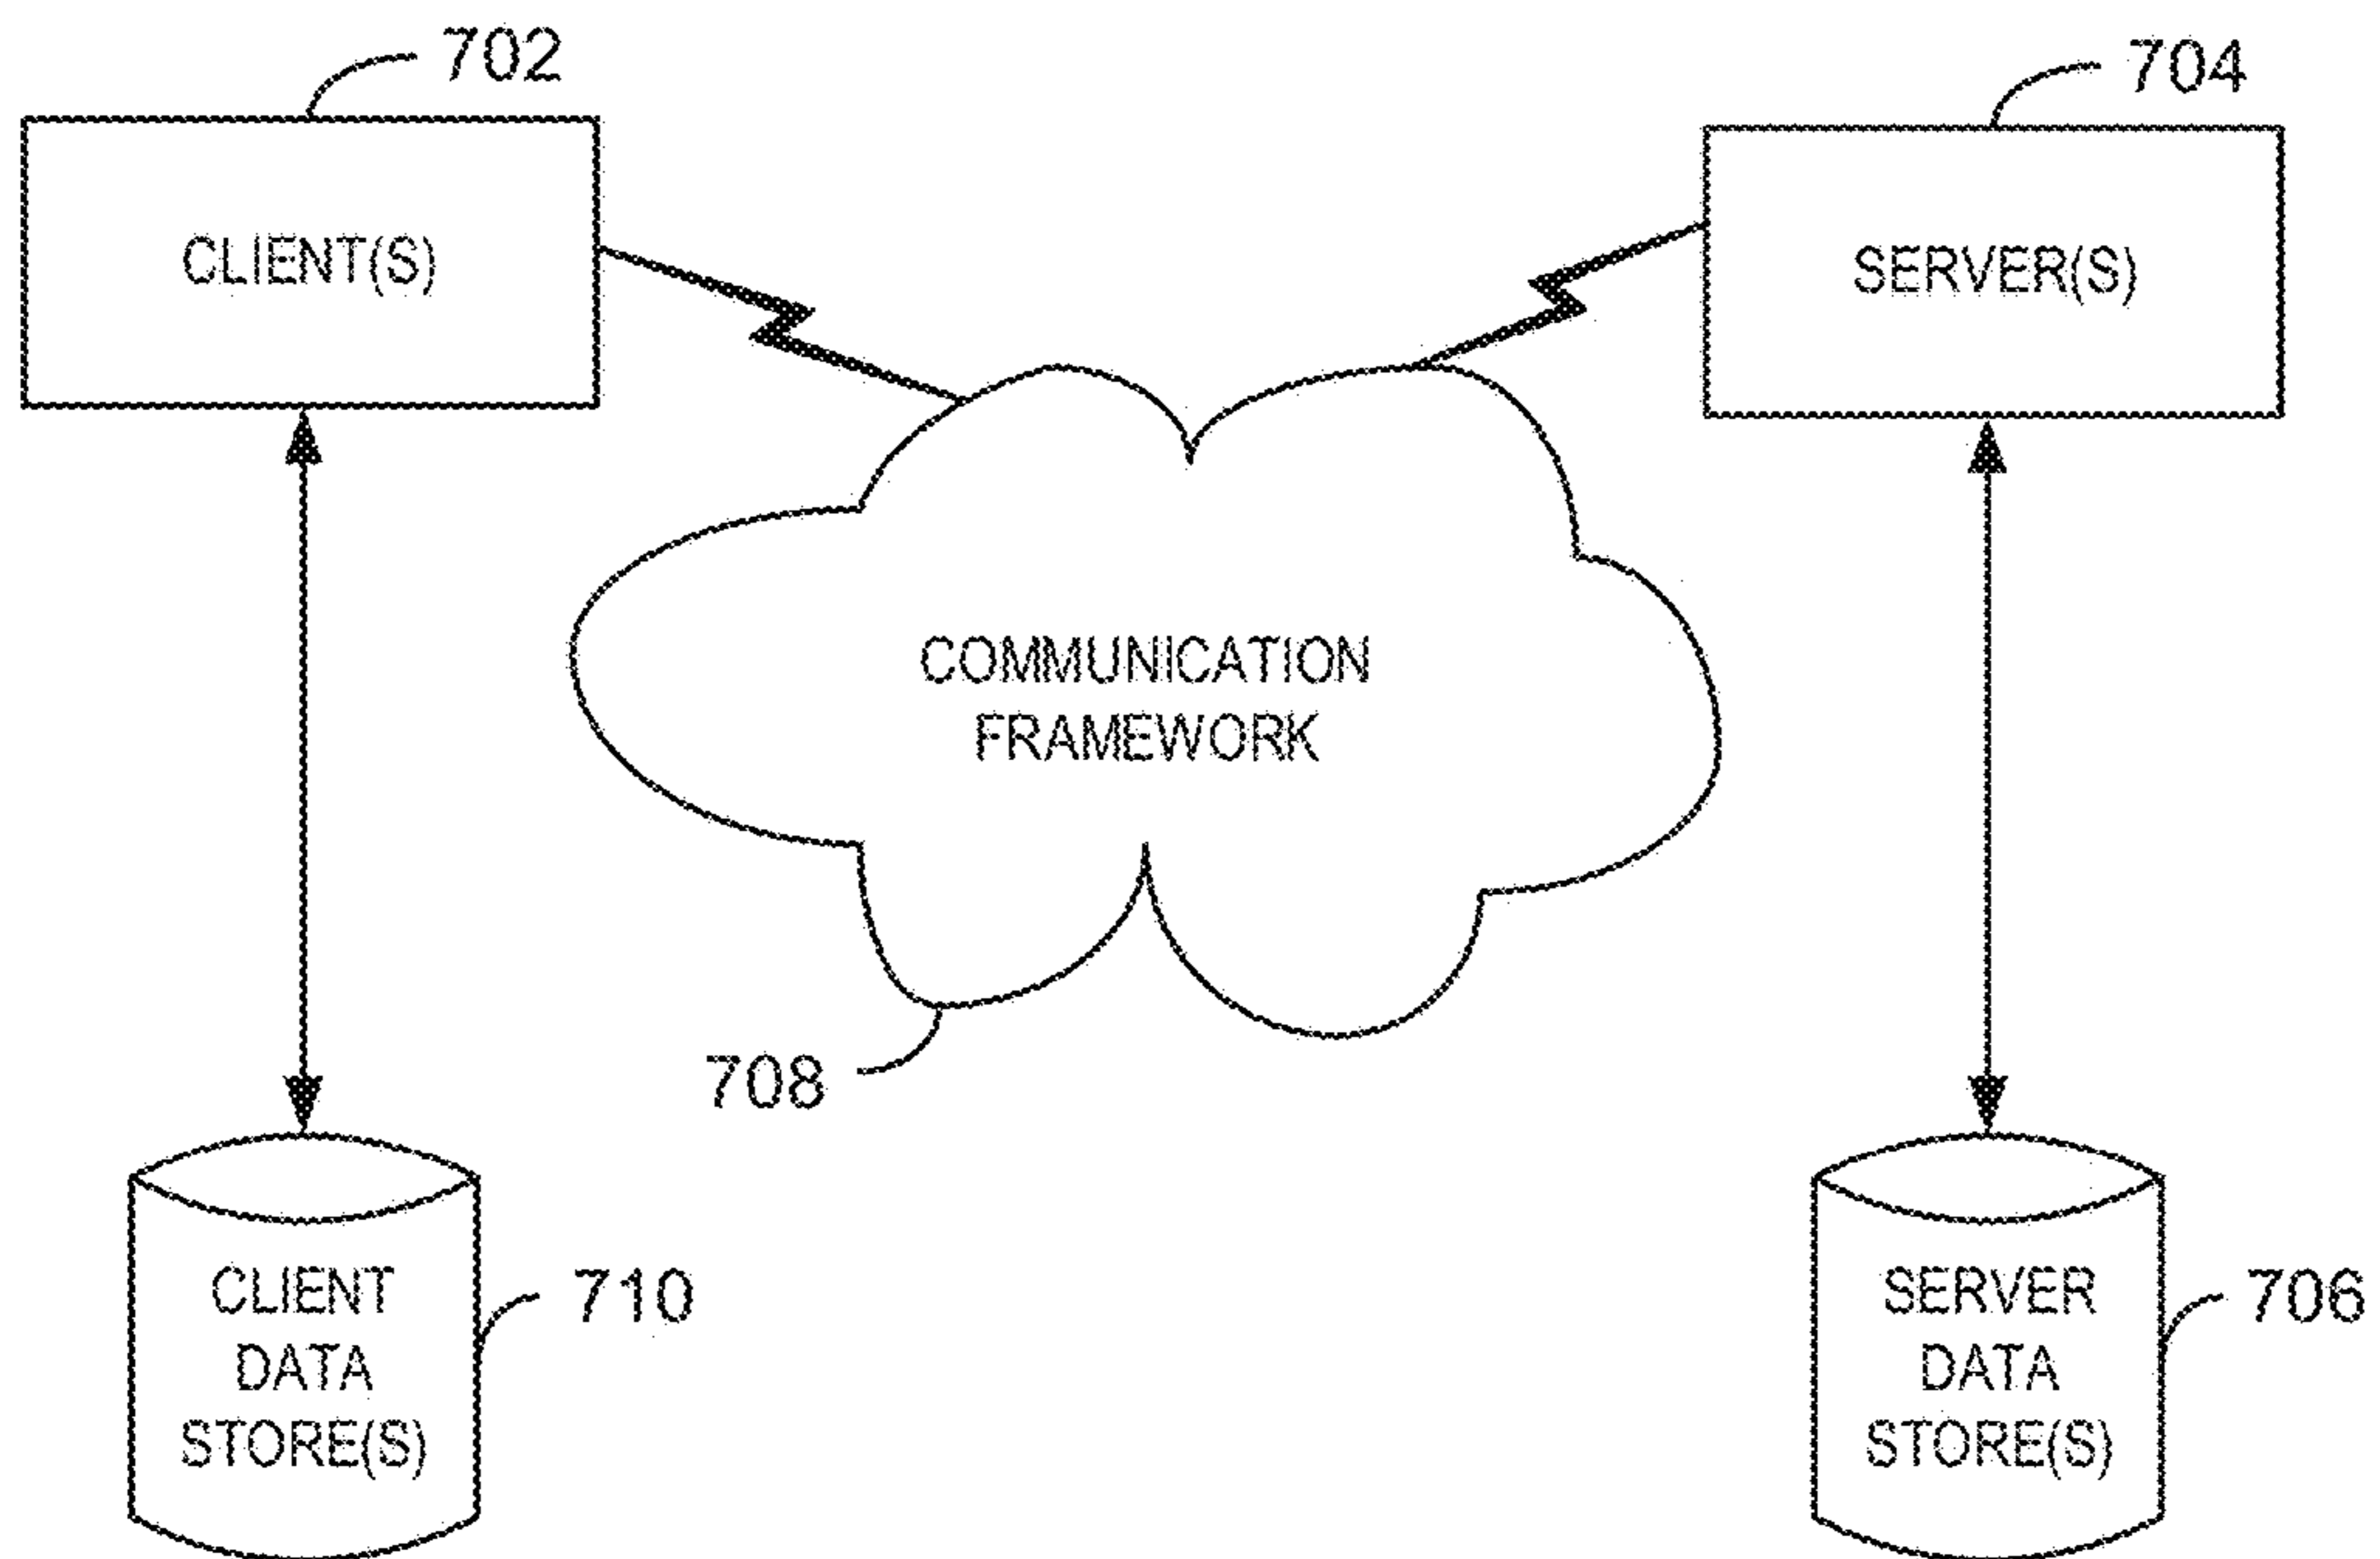 702
704
CLIENT(S)
SERVER(S)
COMMUNICATION
FRAMEWORK
708
CLIENT
DATA
STORE(S)
710
SERVER
DATA
STORE(S)
706